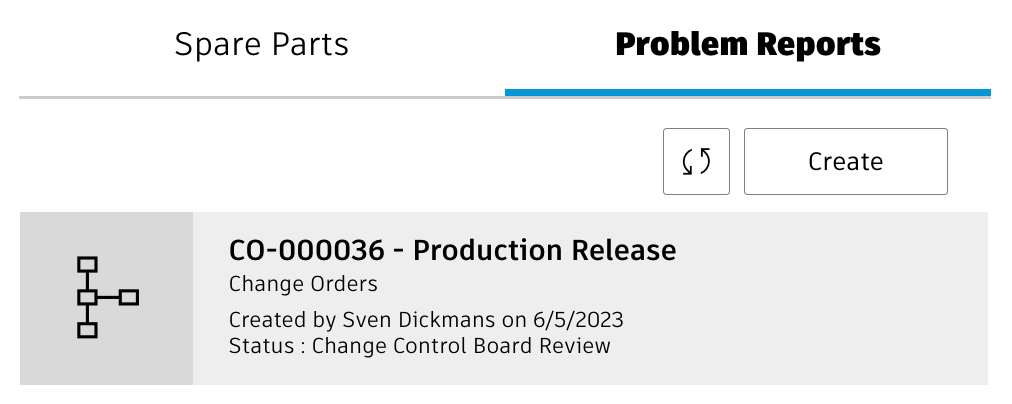 Spare Parts
Problem Reports
Create
CO-000036 - Production Release
Change Orders
Created by Sven Dickmans on 6/5/2023
Status : Change Control Board Review